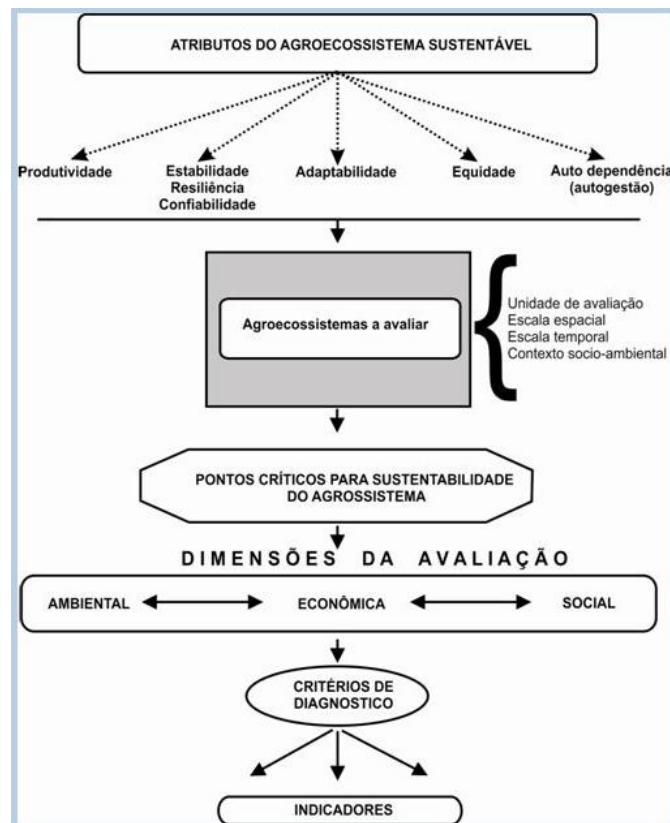 ATRIBUTOS DO AGROECOSSISTEMA SUSTENTÁVEL
Produtividade
Estabilidade
Resiliência
Confiabilidade
Adaptabilidade
Equidade
Auto dependência
(autogestão)
Agroecossistemas a avaliar
Unidade de avaliação
Escala espacial
Escala temporal
Contexto socio-ambiental
PONTOS CRÍTICOS PARA SUSTENTABILIDADE
DO AGROSSISTEMA
DIMENSÕES DA AVALIAÇÃO
AMBIENTAL
ECONÔMICA
SOCIAL
CRITÉRIOS DE
DIAGNOSTICO
INDICADORES